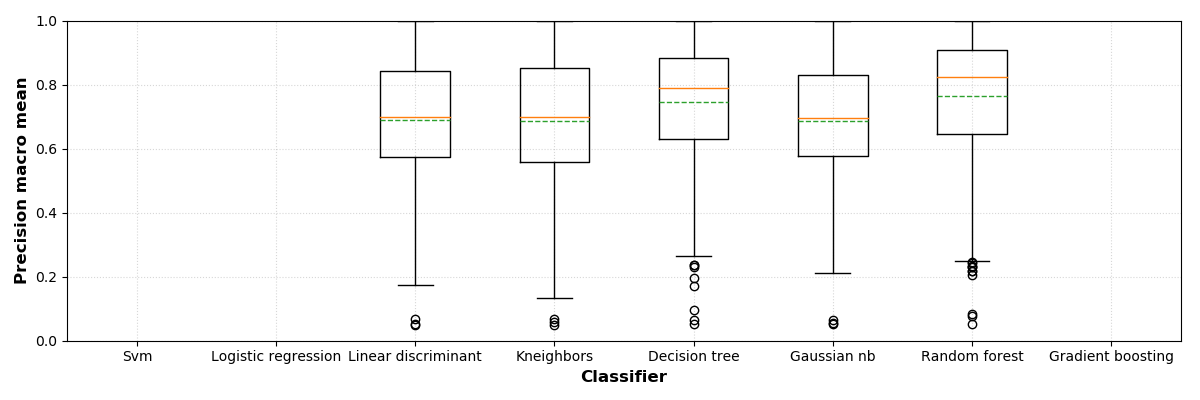 Precision macro mean
1.0
0.8
0.6
0.4
0.2
0.0
Svm Logistic regression Linear discriminant Kneighbors Decision tree Gaussian nb Random forest Gradient boosting
Classifier